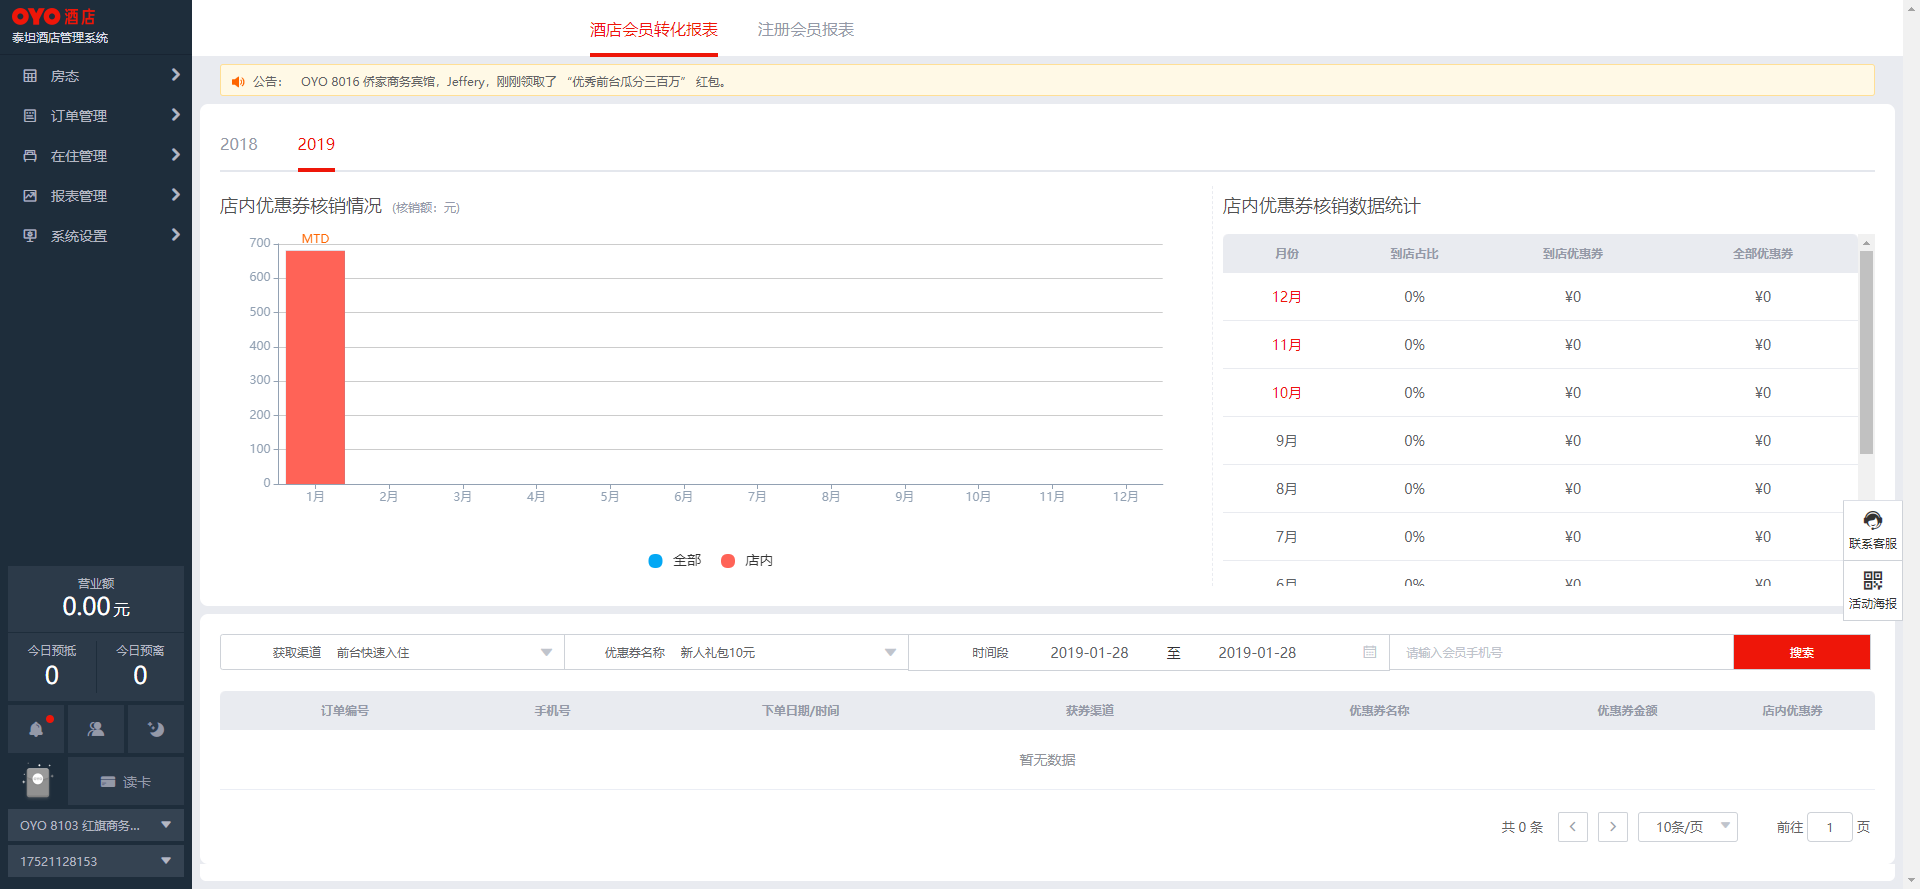 OYO 酒店
泰坦酒店管理系统
房态
订单管理
在住管理
报表管理
系统设置
营业额
0.00元
今日预抵 今日预离
0 0
读卡
OYO 8103 红旗商务...
17521128153
酒店会员转化报表 注册会员报表
公告： OYO 8016 侨家商务宾馆，Jeffery，刚刚领取了 “优秀前台瓜分三百万” 红包。
2018 2019
店内优惠券核销情况 (核销额：元)
MTD
700
600
500
400
300
200
100
0
1月 2月 3月 4月 5月 6月 7月 8月 9月 10月 11月 12月
全部 店内
店内优惠券核销数据统计
月份 到店占比 到店优惠券 全部优惠券
12月 0% ¥0 ¥0
11月 0% ¥0 ¥0
10月 0% ¥0 ¥0
9月 0% ¥0 ¥0
8月 0% ¥0 ¥0
7月 0% ¥0 ¥0
6月 0% ¥0 ¥0
联系客服
活动海报
获取渠道 前台快速入住 优惠券名称 新人礼包10元 时间段 2019-01-28 至 2019-01-28 请输入会员手机号 搜索
订单编号 手机号 下单日期/时间 获券渠道 优惠券名称 优惠券金额 店内优惠券
暂无数据
共 0 条 10条/页 前往 1 页